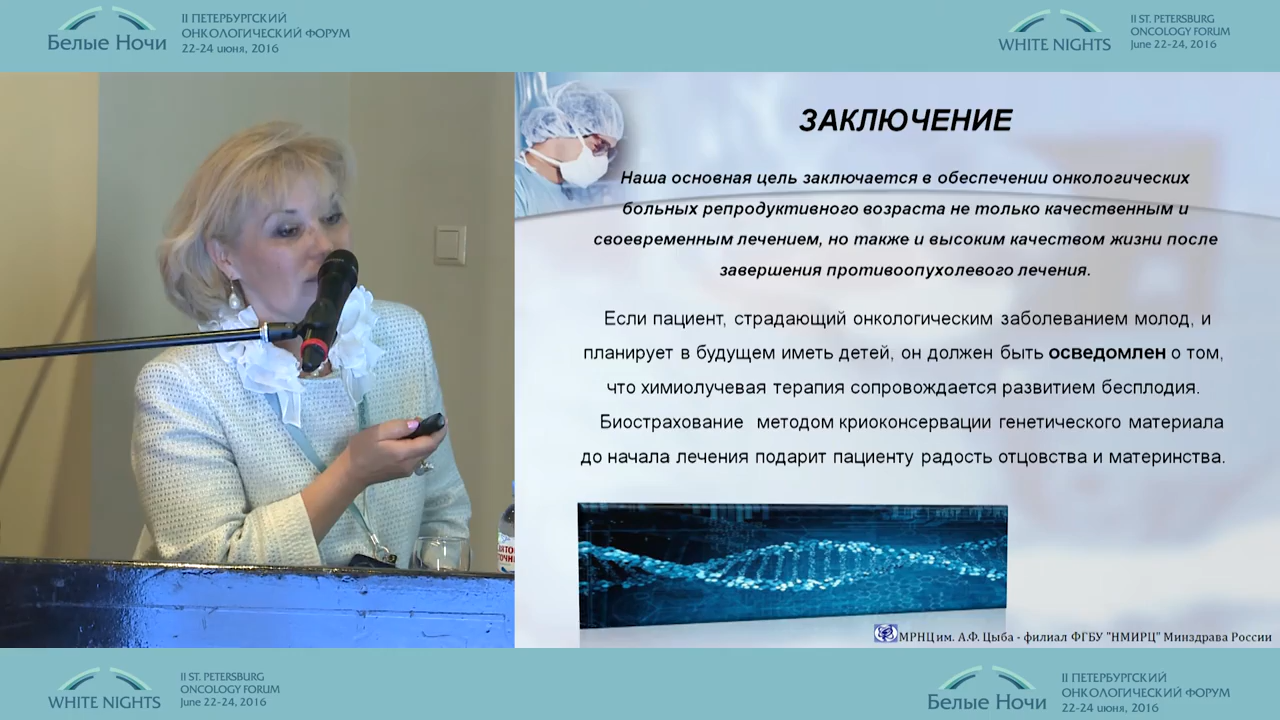 Белые Ночи
II ПЕТЕРБУРГСКИЙ
ОНКОЛОГИЧЕСКИЙ ФОРУМ
22-24 июня, 2016
WHITE NIGHTS
II ST. PETERSBURG
ONCOLOGY FORUM
June 22-24, 2016
ЗАКЛЮЧЕНИЕ
Наша основная цель заключается в обеспечении онкологических
больных репродуктивного возраста не только качественным и
своевременным лечением, но также и высоким качеством жизни после
завершения противоопухолевого лечения.
Если пациент, страдающий онкологическим заболеванием молод, и
планирует в будущем иметь детей, он должен быть осведомлен о том,
что химиолучевая терапия сопровождается развитием бесплодия.
Биострахование методом криоконсервации генетического материала
до начала лечения подарит пациенту радость отцовства и материнства.
МРНЦ им. А.Ф. Цыба - филиал ФГБУ "НМИРЦ" Минздрава России
WHITE NIGHTS
II ST. PETERSBURG
ONCOLOGY FORUM
June 22-24, 2016
Белые Ночи
II ПЕТЕРБУРГСКИЙ
ОНКОЛОГИЧЕСКИЙ ФОРУМ
22-24 июня, 2016